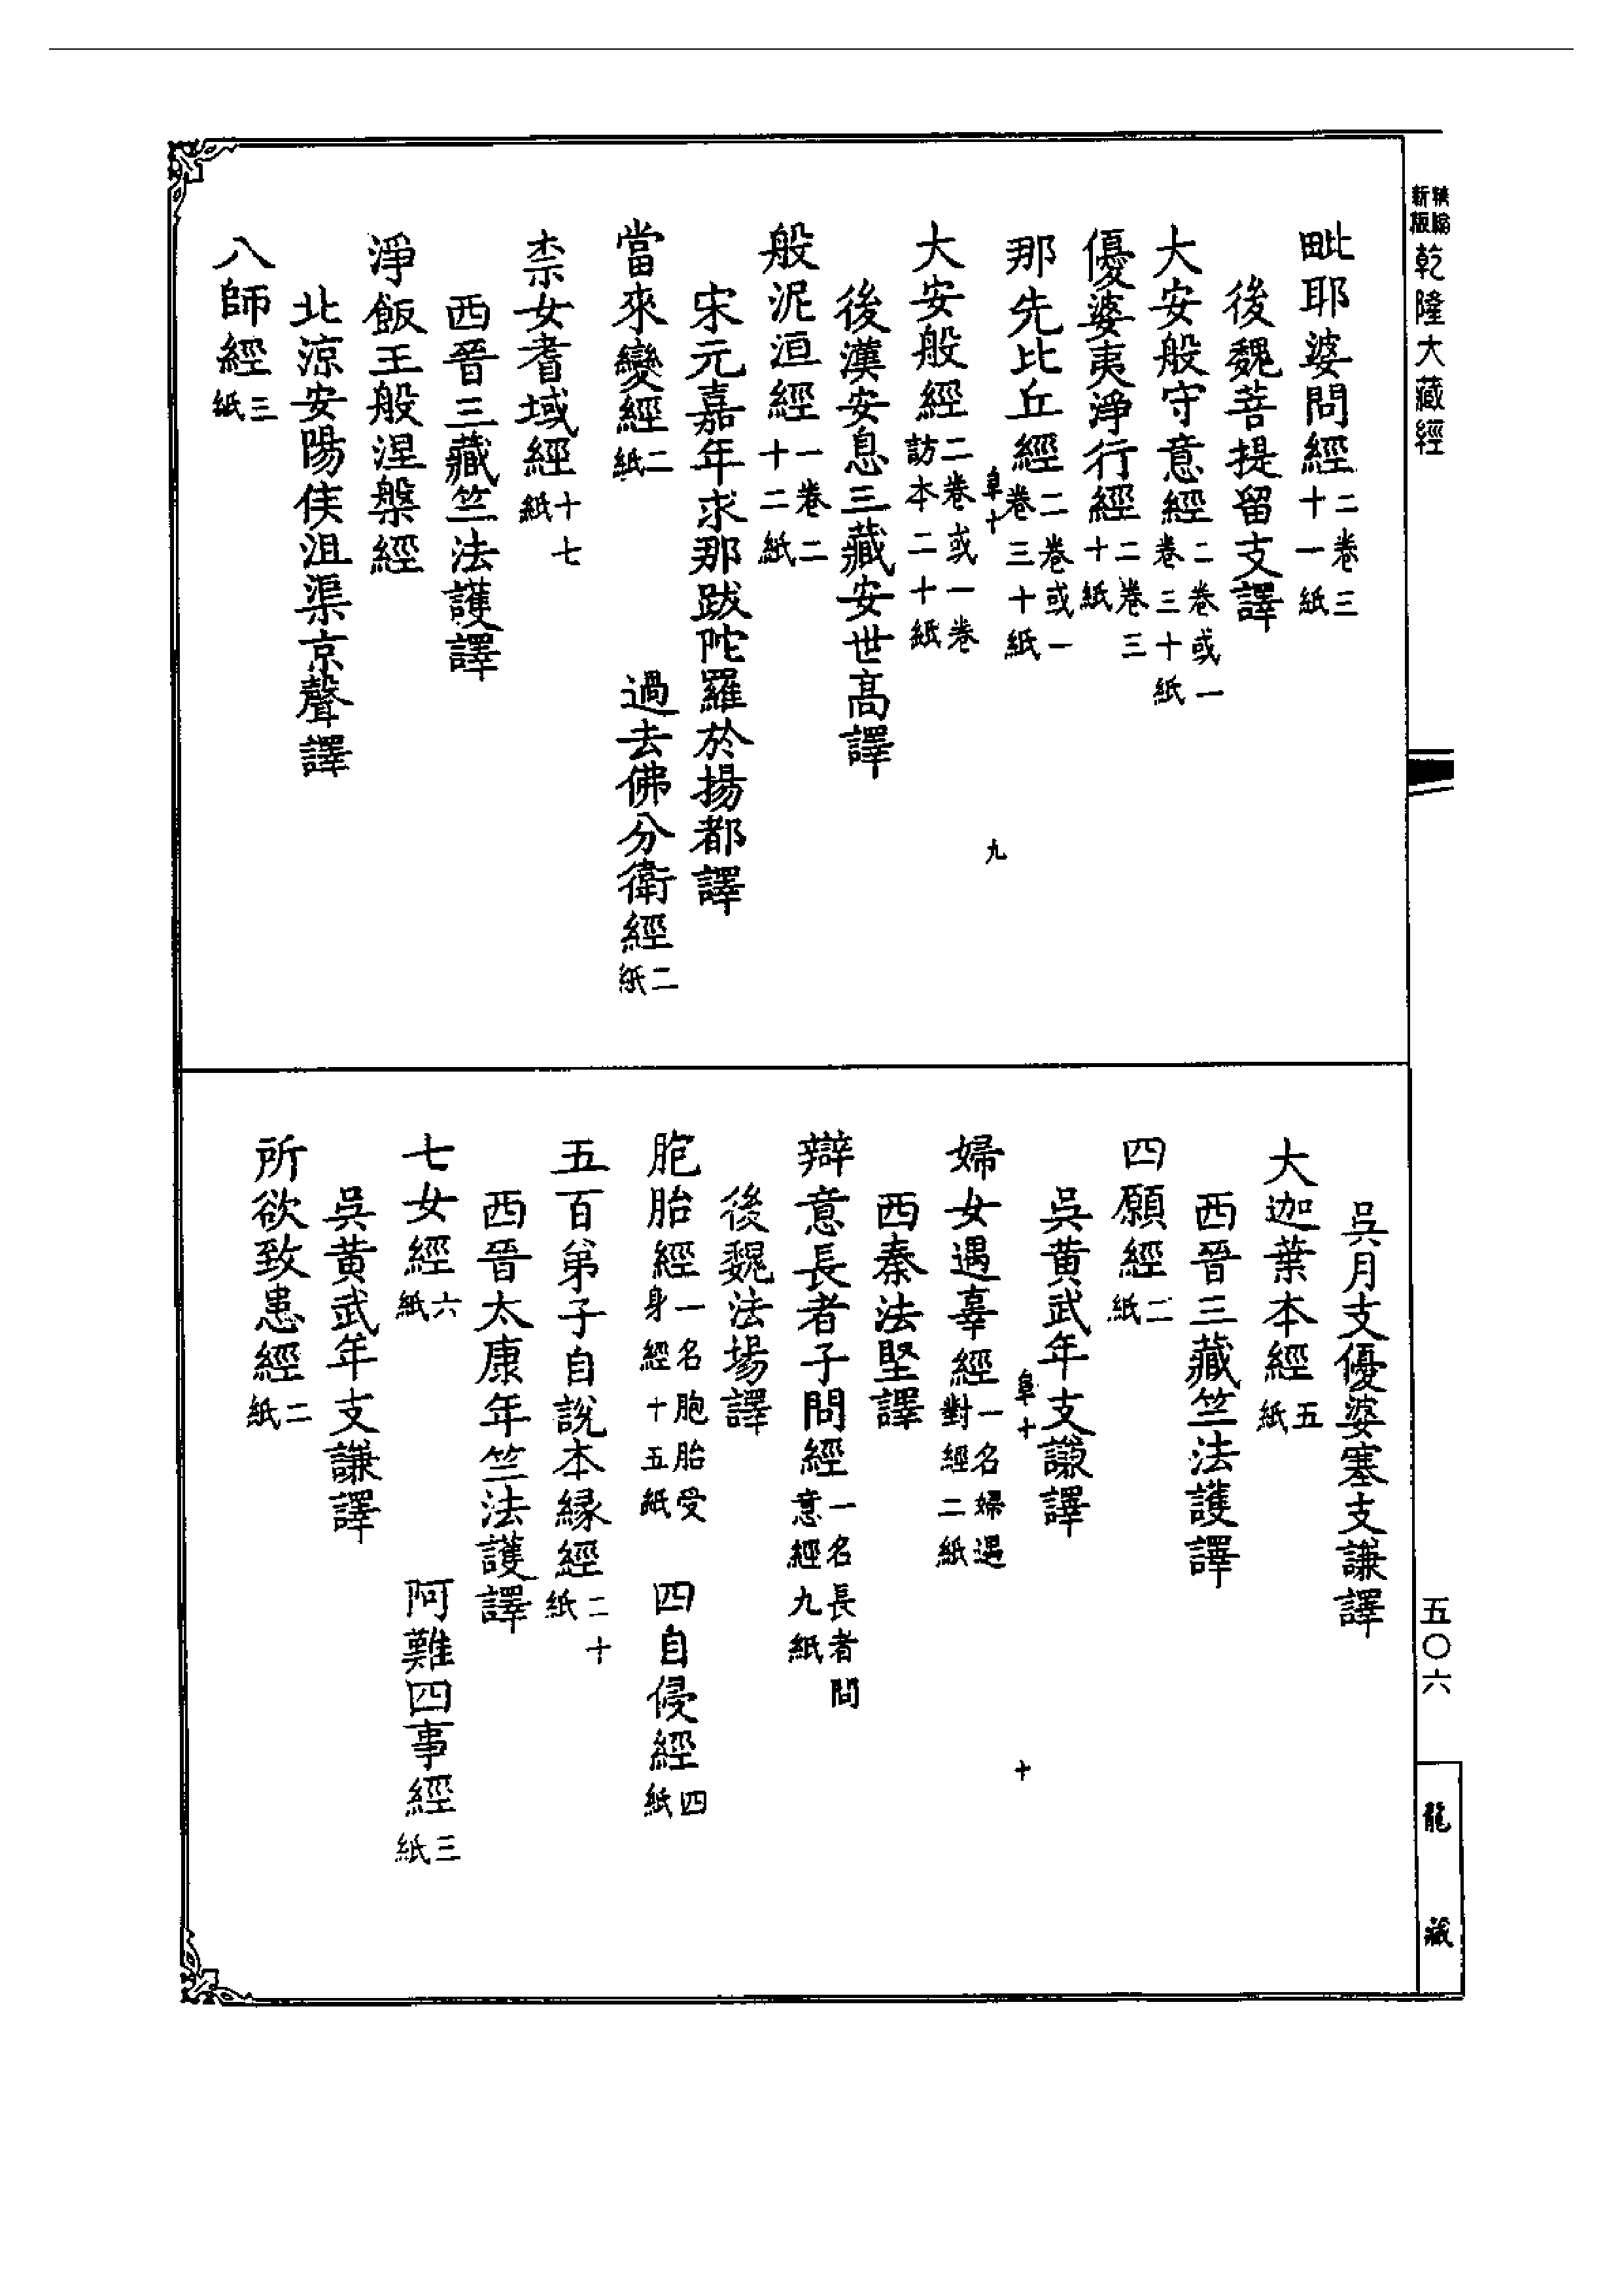 新版精縮乾隆大藏經
毗耶婆問經二卷三十一紙
後魏菩提留支譯
大安般守意經二卷或一卷三十紙
優婆夷淨行經二卷三十紙
那先比丘經二卷或一卷三十紙
阜十 九
大安般經二卷或一卷訪本二十紙
後漢安息三藏安世高譯
般泥洹經一卷二十二紙
宋元嘉年求那跋陀羅於揚都譯
當來變經二紙 過去佛分衛經二紙
柰女耆域經十七紙
西晉三藏竺法護譯
淨飯王般涅槃經
北涼安陽侯沮渠京聲譯
八師經三紙
吳月支優婆塞支謙譯
大迦葉本經五紙
西晉三藏竺法護譯
四願經二紙
吳黃武年支謙譯
阜十 十
婦女遇辜經一名婦遇對經二紙
西秦法堅譯
辯意長者子問經一名長者問意經九紙
後魏法場譯
胞胎經一名胞胎受身經十五紙 四自侵經四紙
五百弟子自說本緣經二十紙
西晉太康年竺法護譯
七女經六紙 阿難四事經三紙
吳黃武年支謙譯
所欲致患經二紙
五〇六
龍藏